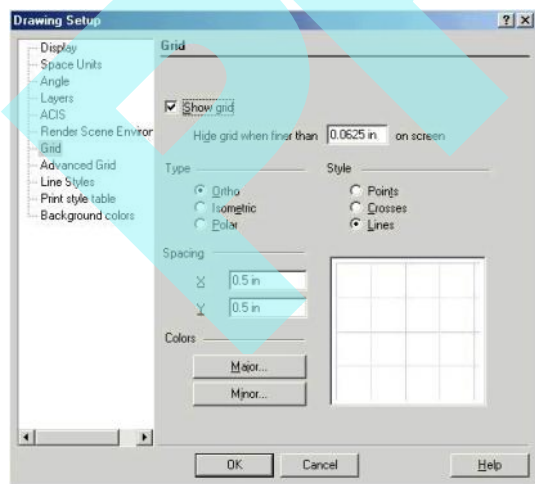 Drawing Setup
Display
Space Units
Angle
Layers
ACIS
Render Scene Enviror
Grid
Advanced Grid
Line Styles
Print style table
Background colors
Grid
Show grid
Hide grid when finer than 0.0625 in on screen
Type
Ortho
Isometric
Polar
Style
Points
Crosses
Lines
Spacing
X 0.5 in
Y 0.5 in
Colors
Major...
Minor...
OK Cancel Help